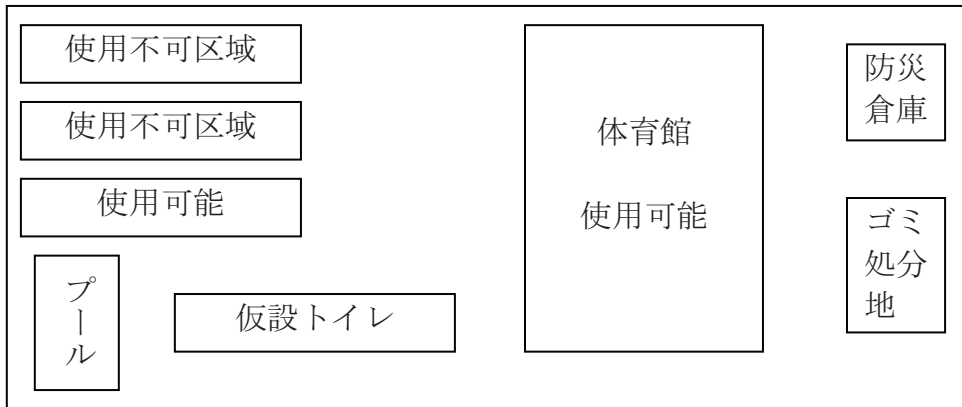 使用不可区域
使用不可区域
使用可能
プール
仮設トイレ
体育館
使用可能
防災
倉庫
ゴミ
処分
地